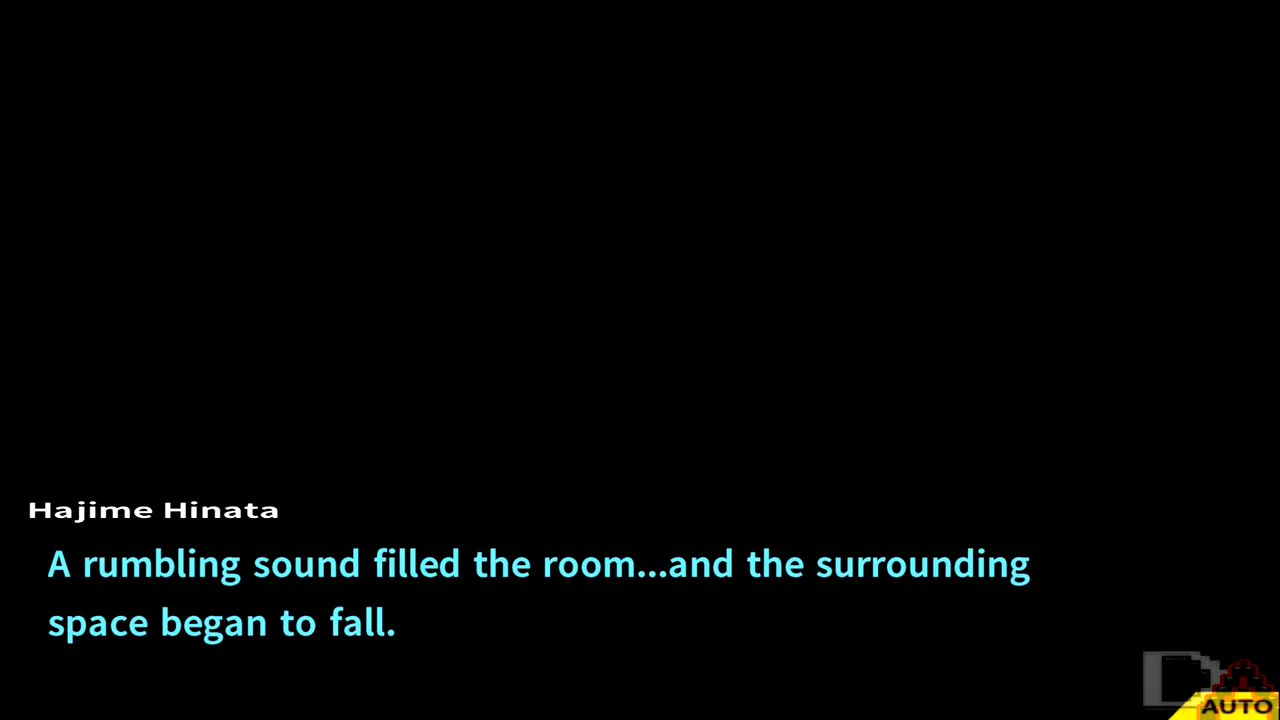 Hajime Hinata
A rumbling sound filled the room...and the surrounding
space began to fall.
AUTO